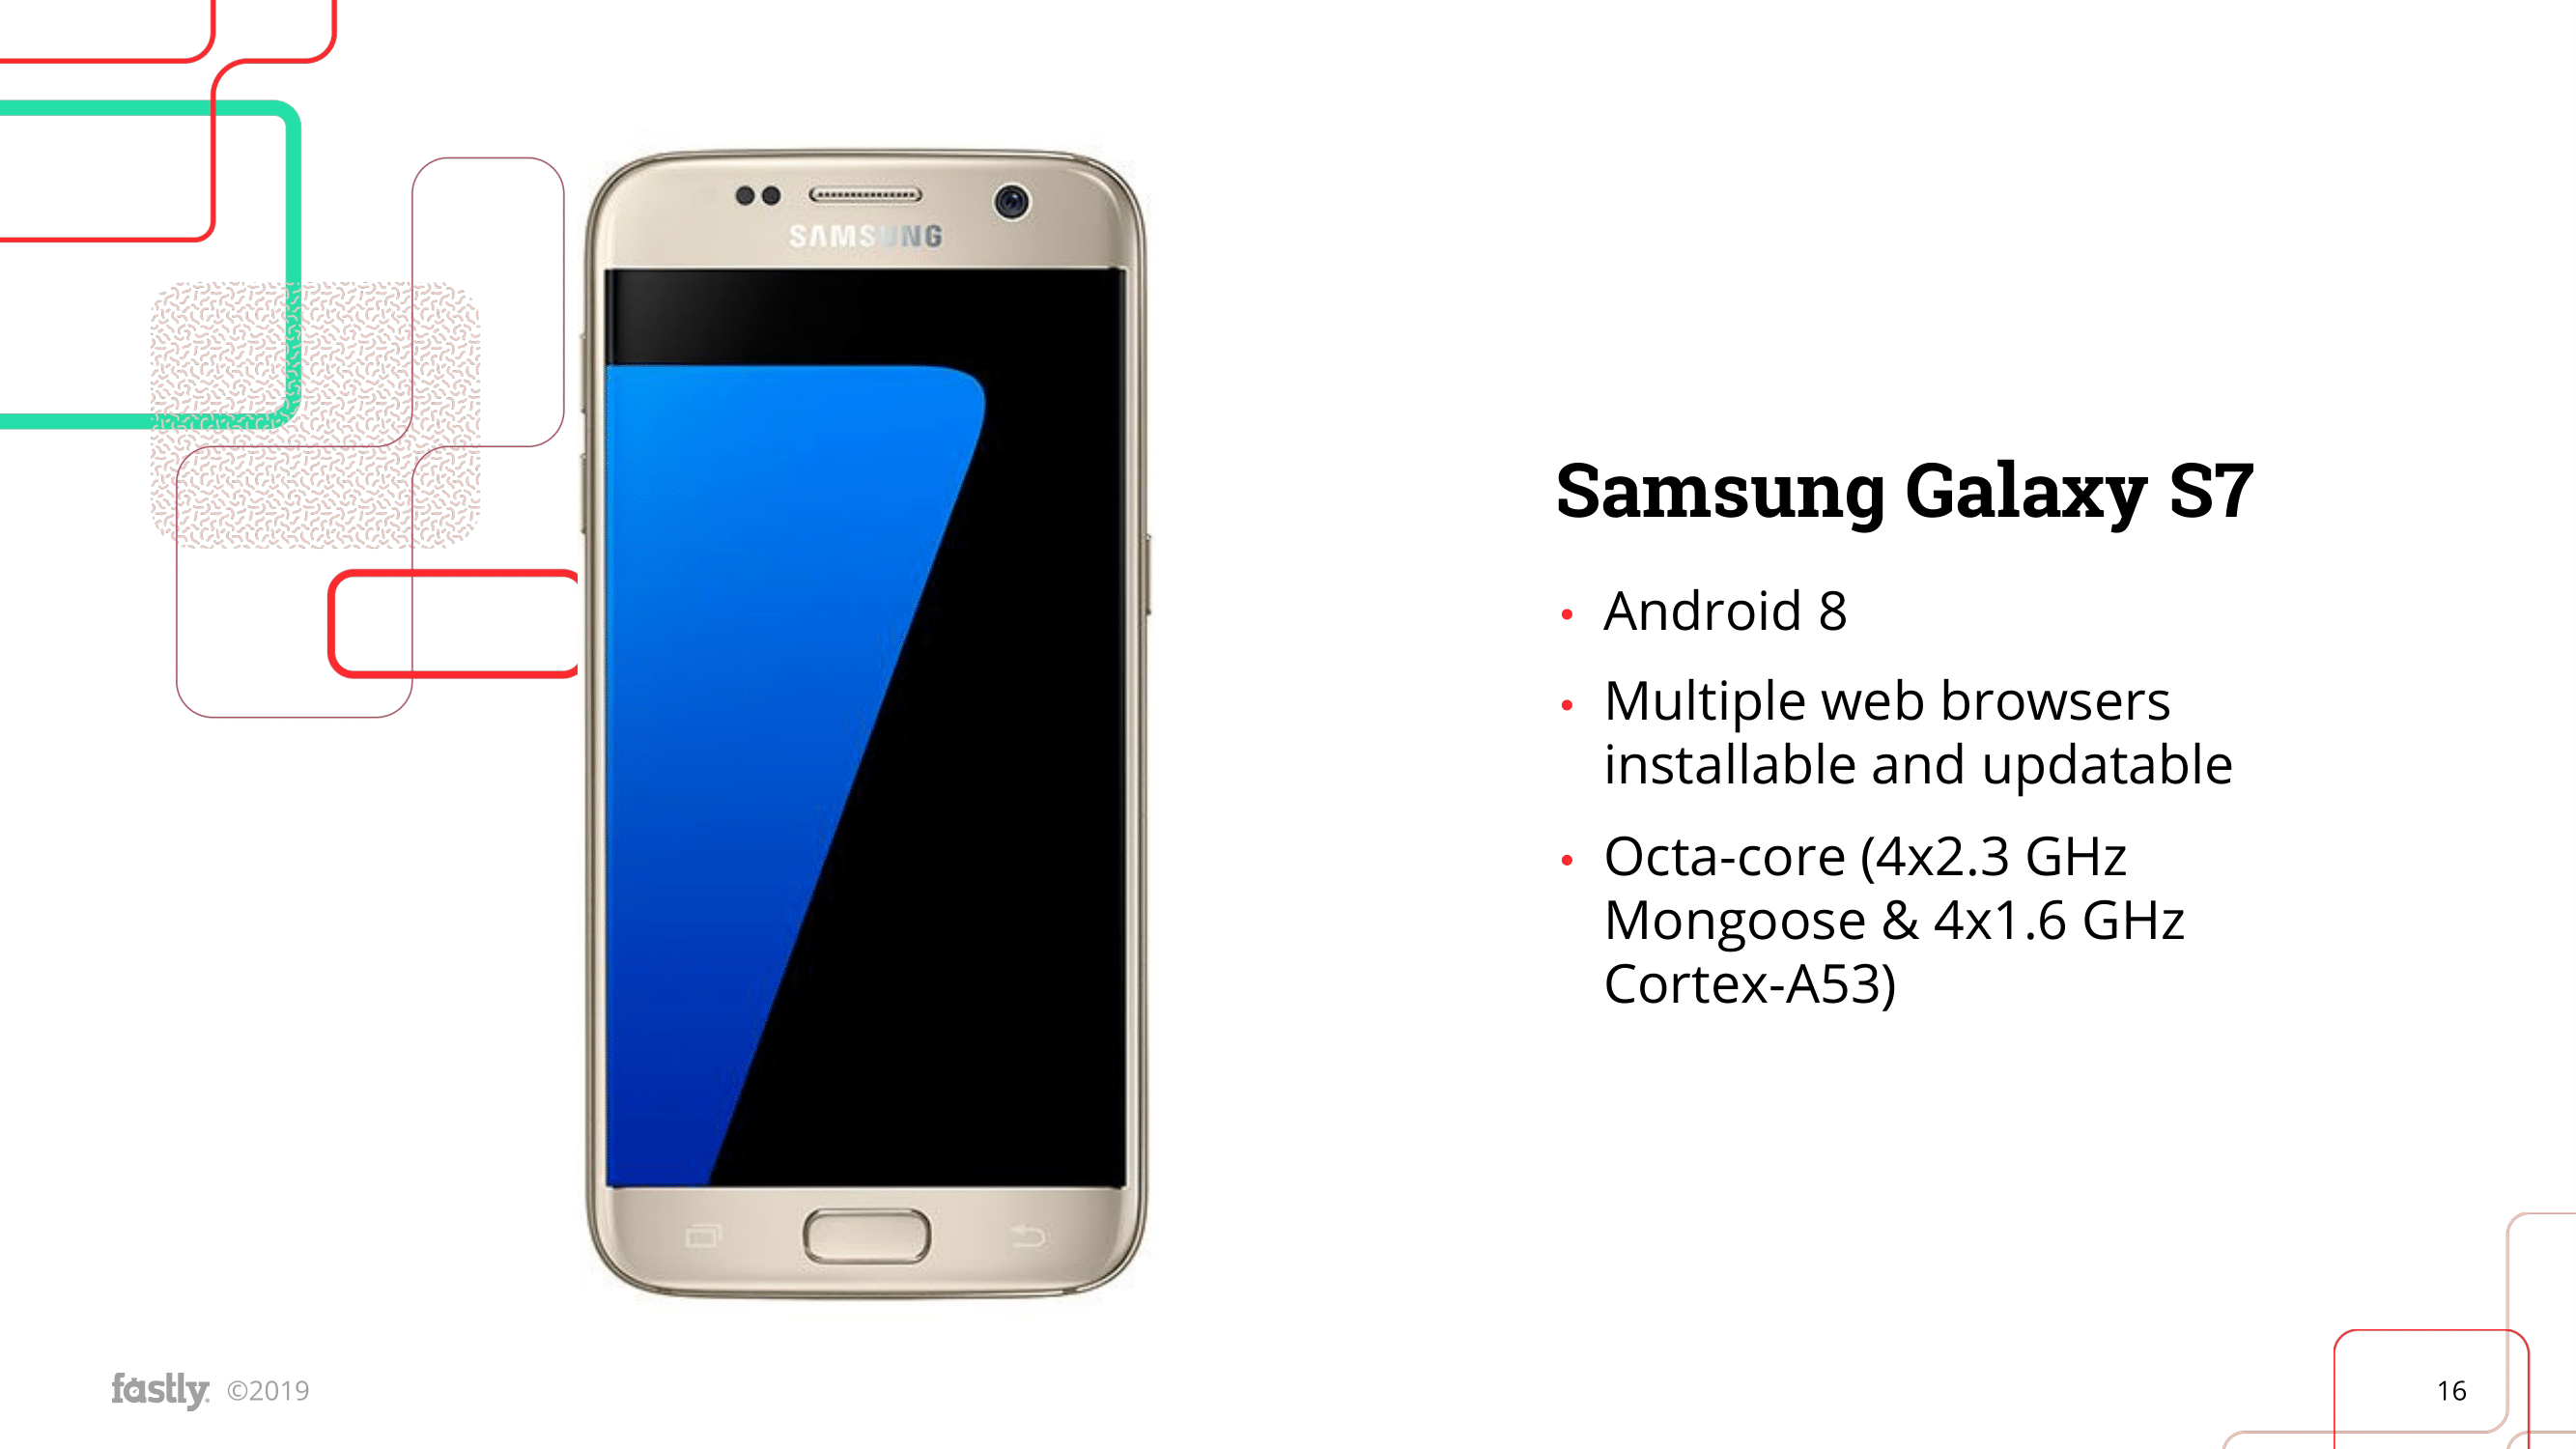 SAMSUNG
Samsung Galaxy S7
• Android 8
• Multiple web browsers
installable and updatable
• Octa-core (4x2.3 GHz
Mongoose & 4x1.6 GHz
Cortex-A53)
fastly ©2019
16